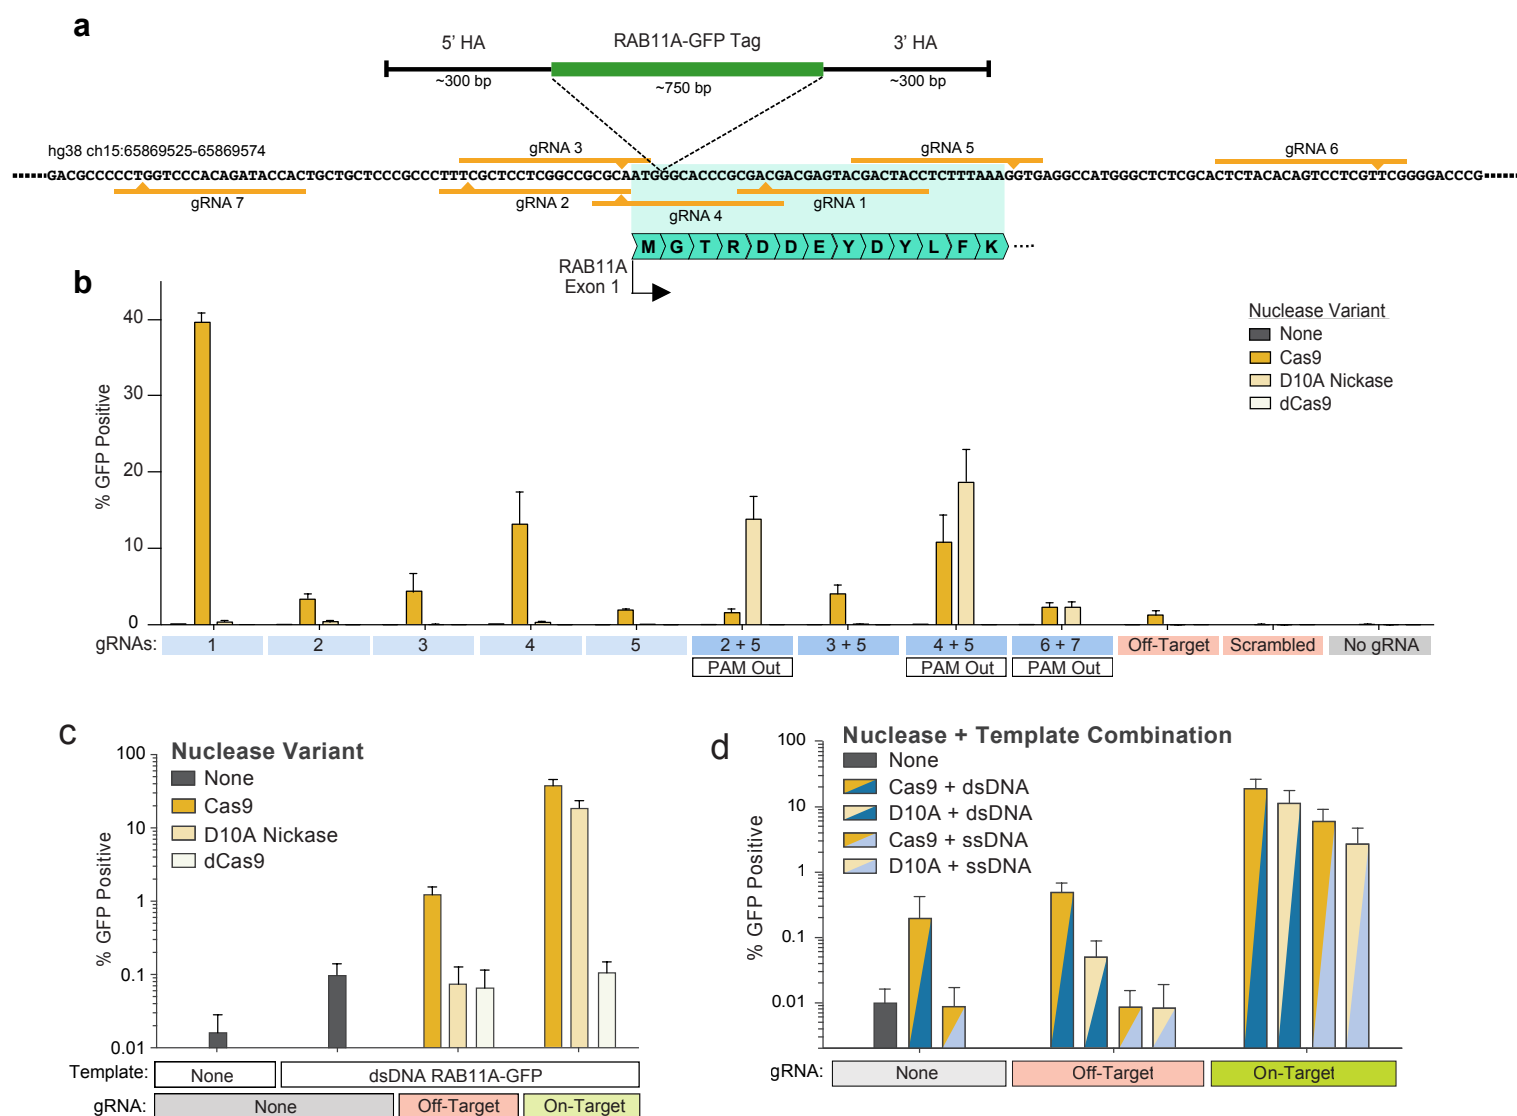 a
5' HA
RAB11A-GFP Tag
3' HA
~300 bp
~750 bp
~300 bp
hg38 ch15:65869525-65869574
gRNA 3
gRNA 5
gRNA 6
GACGCCCCCTGGTCCCACAGATACCACTGCTGCTCCCGCCCTTTCGCTCCTCGGCCGCGCAATGGGCACCCGCGACGACGAGTACGACTACCTCTTTAAAGGTGAGGCCATGGGCTCTCGCACTCTACACAGTCCTCGTTCGGGGACCCG
gRNA 7
gRNA 2
gRNA 4
gRNA 1
M G T R D D E Y D Y L F K
RAB11A
Exon 1
b
% GFP Positive
40
30
20
10
0
Nuclease Variant
None
Cas9
D10A Nickase
dCas9
gRNAs: 1 2 3 4 5 2 + 5 3 + 5 4 + 5 6 + 7 Off-Target Scrambled No gRNA
PAM Out PAM Out PAM Out
c
% GFP Positive
100
10
1
0.1
0.01
Nuclease Variant
None
Cas9
D10A Nickase
dCas9
Template: None dsDNA RAB11A-GFP
gRNA: None Off-Target On-Target
d
% GFP Positive
100
10
1
0.1
0.01
Nuclease + Template Combination
None
Cas9 + dsDNA
D10A + dsDNA
Cas9 + ssDNA
D10A + ssDNA
gRNA: None Off-Target On-Target